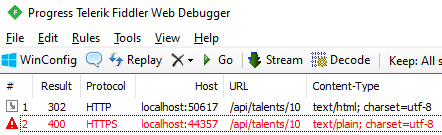 Progress Telerik Fiddler Web Debugger
File Edit Rules Tools View Help
WinConfig Replay Go Stream Decode Keep: All s
# Result Protocol Host URL Content-Type
1 302 HTTP localhost:50617 /api/talents/10 text/html; charset=utf-8
2 400 HTTPS localhost:44357 /api/talents/10 text/plain; charset=utf-8